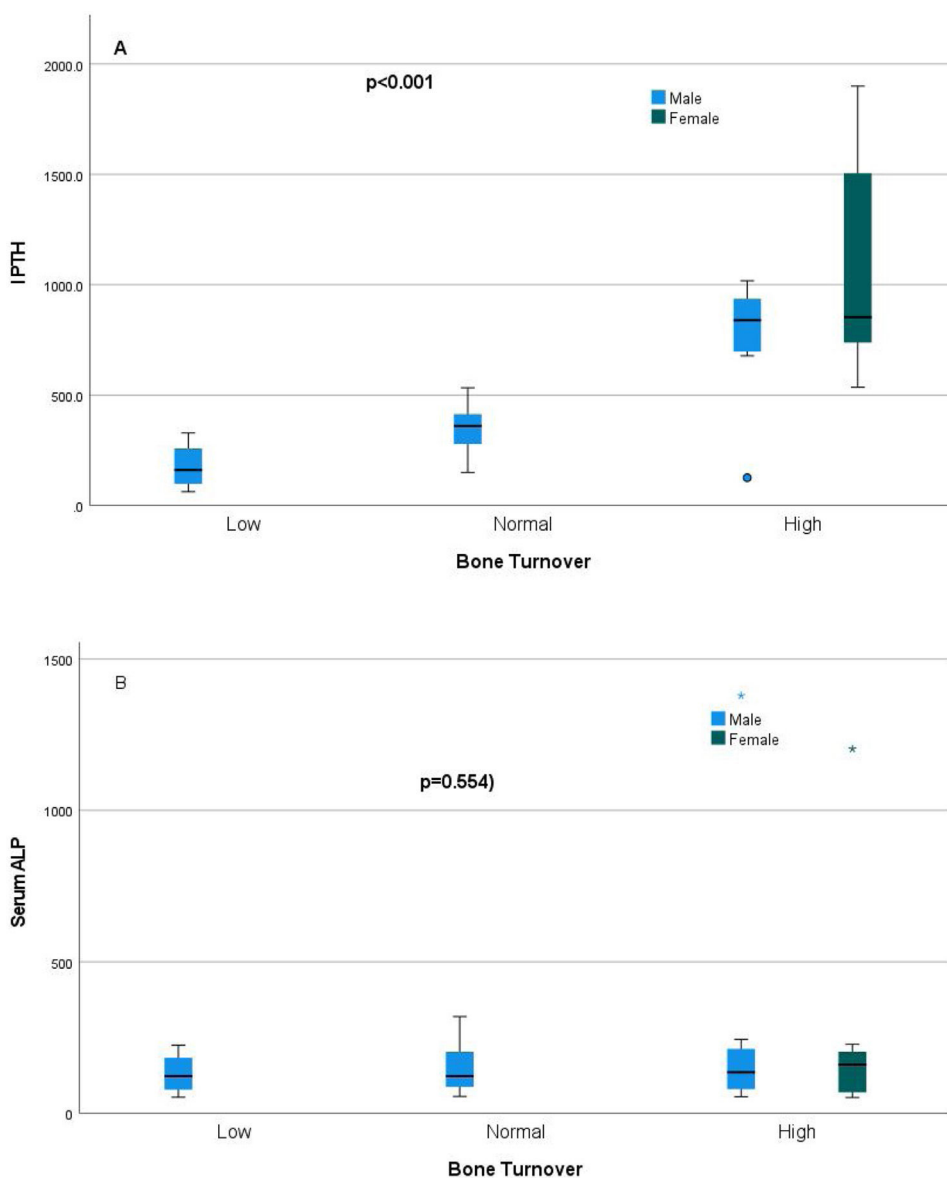 A
2000.0
p<0.001
Male
Female
1500.0
IPTH
1000.0
500.0
.0
Low Normal High
Bone Turnover
1500
B
Male
Female
p=0.554)
1000
Serum ALP
500
0
Low Normal High
Bone Turnover